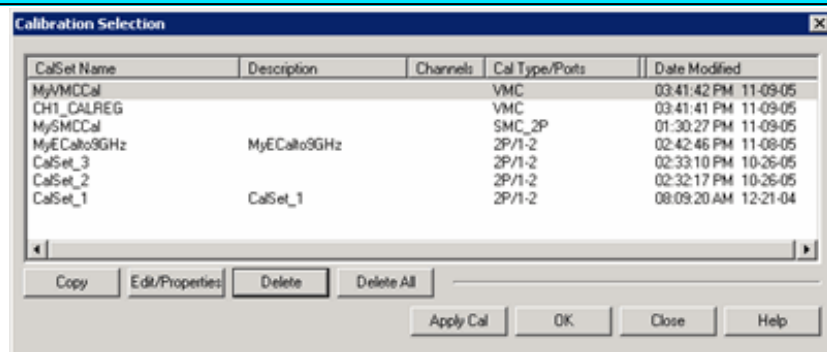 Calibration Selection
CalSet Name Description Channels Cal Type/Ports Date Modified
MyVMCCal VMC 03:41:42 PM 11-09-05
CH1_CALREG VMC 03:41:41 PM 11-09-05
MySMCCal SMC_2P 01:30:27 PM 11-09-05
MyECalto9GHz MyECalto9GHz 2P/1-2 02:42:46 PM 11-08-05
CalSet_3 2P/1-2 02:33:10 PM 10-26-05
CalSet_2 2P/1-2 02:32:17 PM 10-26-05
CalSet_1 CalSet_1 2P/1-2 08:09:20 AM 12-21-04
Copy Edit/Properties Delete Delete All
Apply Cal OK Close Help